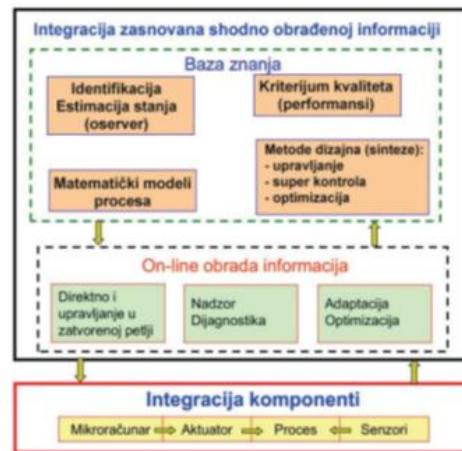 Integracija zasnovana shodno obrađenoj informaciji
Baza znanja
Identifikacija
Estimacija stanja
(oserver)
Kriterijum kvaliteta
(performansi)
Matematički modeli
procesa
Metode dizajna (sinteze):
- upravljanje
- super kontrola
- optimizacija
On-line obrada informacija
Direktno i
upravljanje u
zatvorenoj petlji
Nadzor
Dijagnostika
Adaptacija
Optimizacija
Integracija komponenti
Mikroračunar
Aktuator
Proces
Senzori